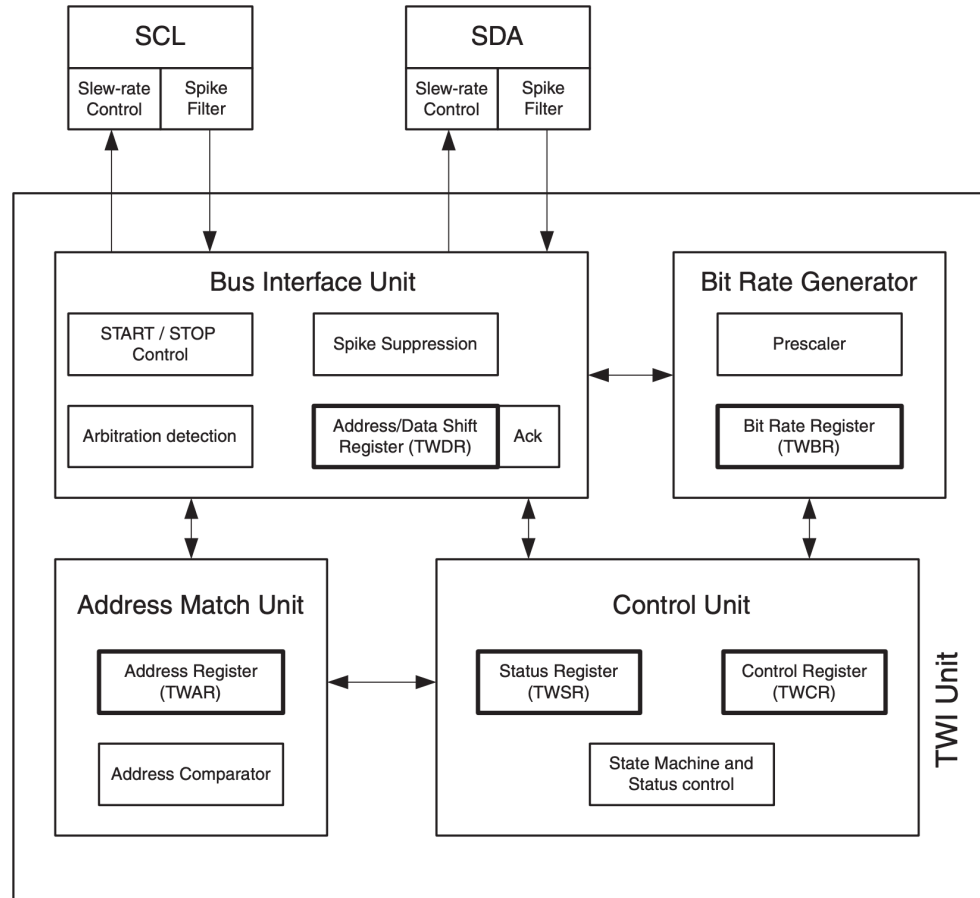 SCL
SDA
Slew-rate
Control
Spike
Filter
Slew-rate
Control
Spike
Filter
Bus Interface Unit
START / STOP
Control
Spike Suppression
Arbitration detection
Address/Data Shift
Register (TWDR)
Ack
Bit Rate Generator
Prescaler
Bit Rate Register
(TWBR)
Address Match Unit
Address Register
(TWAR)
Address Comparator
Control Unit
Status Register
(TWSR)
Control Register
(TWCR)
State Machine and
Status control
TWI Unit